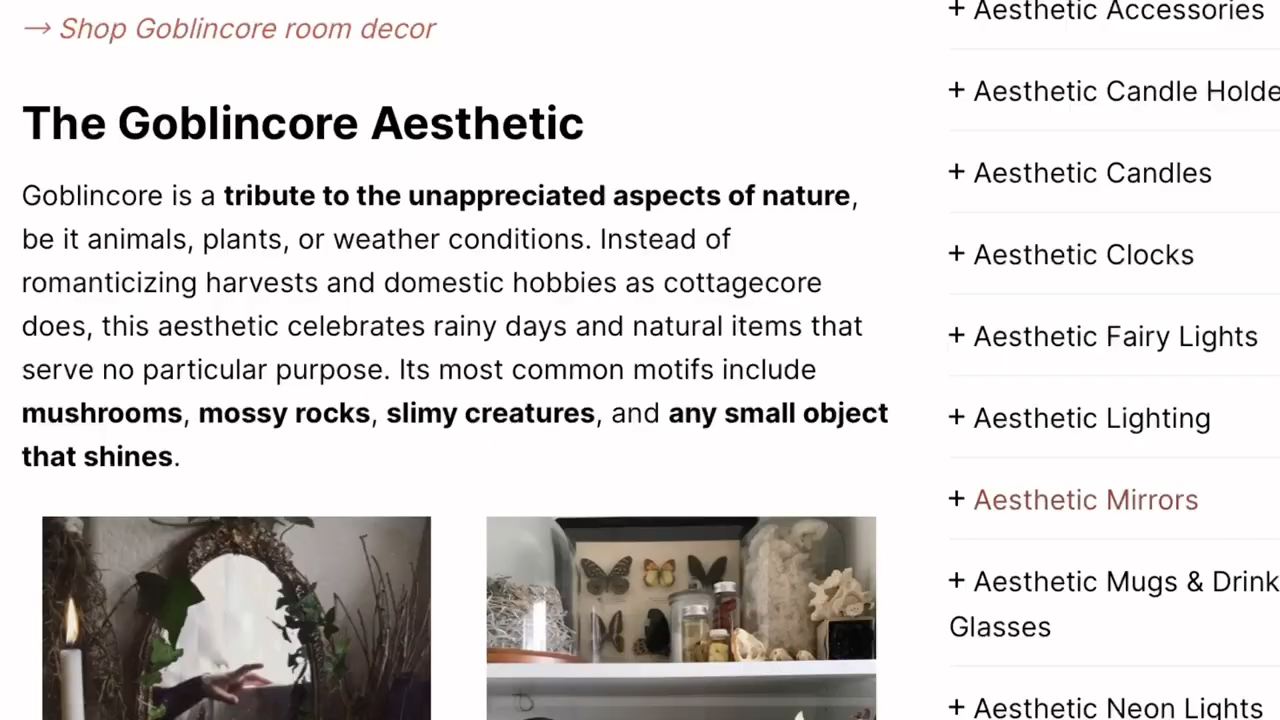 → Shop Goblincore room decor
The Goblincore Aesthetic
Goblincore is a tribute to the unappreciated aspects of nature,
be it animals, plants, or weather conditions. Instead of
romanticizing harvests and domestic hobbies as cottagecore
does, this aesthetic celebrates rainy days and natural items that
serve no particular purpose. Its most common motifs include
mushrooms, mossy rocks, slimy creatures, and any small object
that shines.
+ Aesthetic Accessories
+ Aesthetic Candle Holde
+ Aesthetic Candles
+ Aesthetic Clocks
+ Aesthetic Fairy Lights
+ Aesthetic Lighting
+ Aesthetic Mirrors
+ Aesthetic Mugs & Drink
Glasses
+ Aesthetic Neon Lights